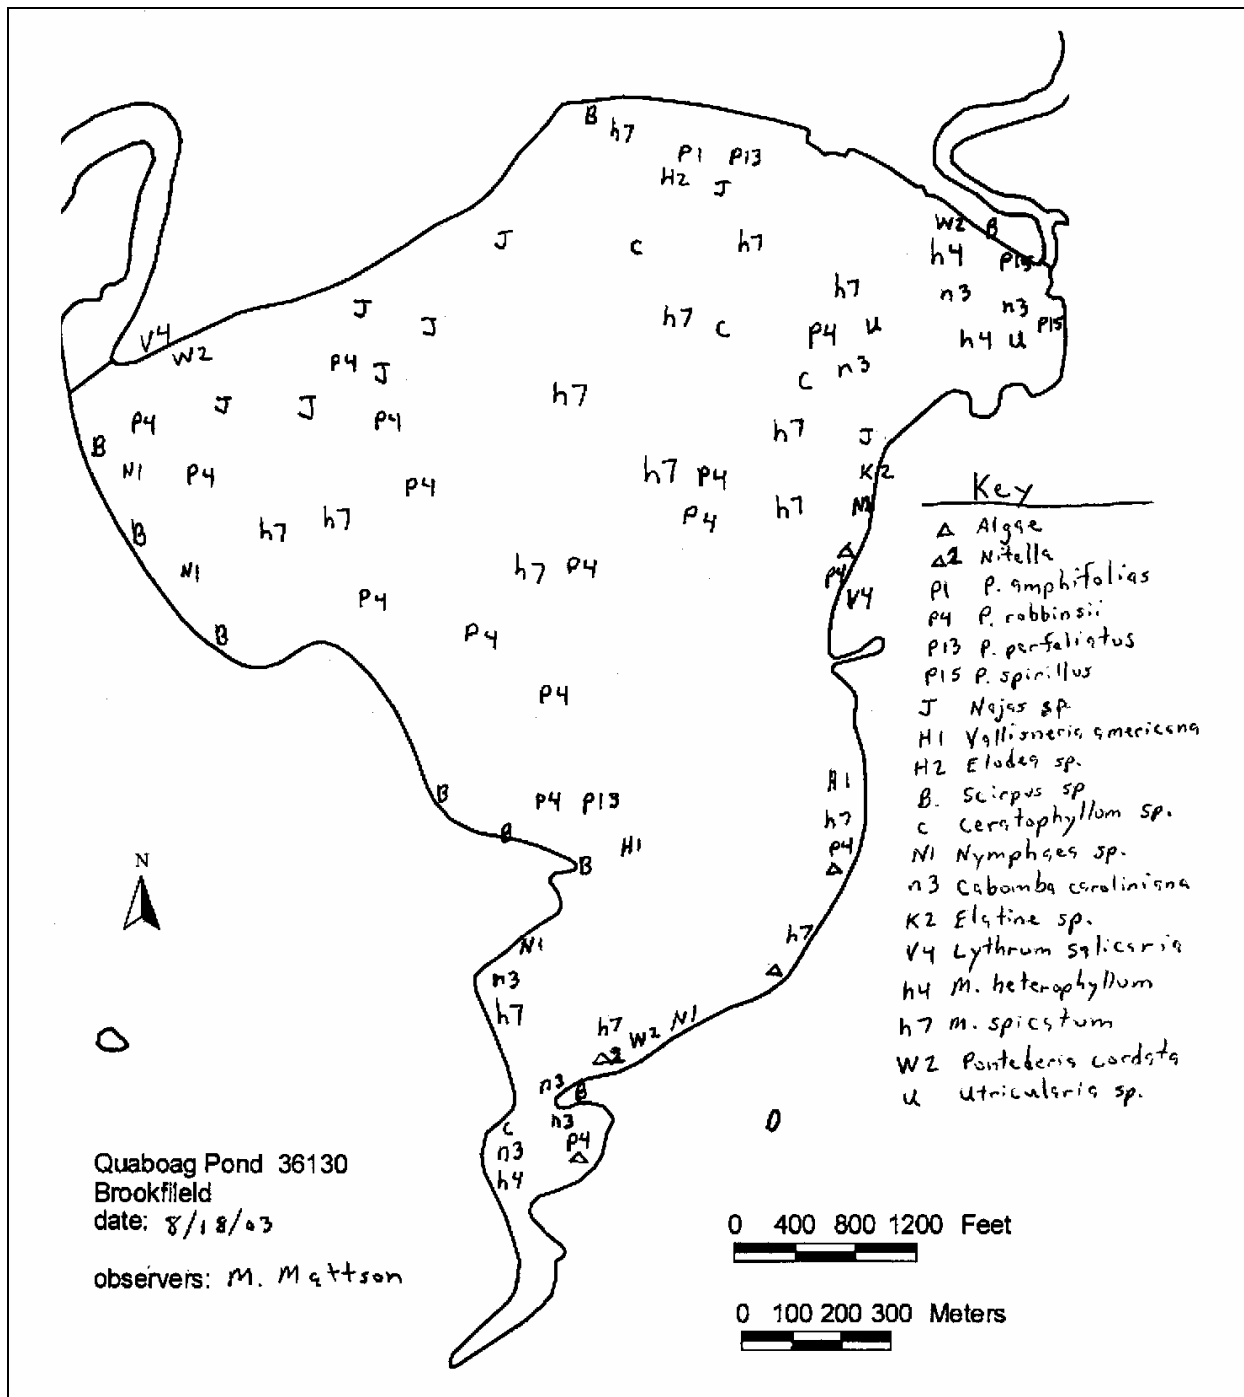 B
h7
P1 P13
H2 J
W2 B
J C h7 h4 P15
h7 n3 n3
J h7 C P4 U P15
J h4 U
V4 W2
P4 J C n3
J J h7
P4 P4 h7 J
B
N1 P4 P4 h7 P4 K2
h7 h7 P4 h7 N1
B
N1 h7 P4 △
P4 P4 V4
B P4
P4
H1
B P4 P13 h7
B H1 P4
B △
N1 h7
n3 △
h7 h7 W2 N1
△2
n3 B
C n3
n3 P4
h4 △
Key
△ Algae
△2 Nitella
P1 P. amphifolias
P4 P. robbinsii
P13 P. perfoliatus
P15 P. spirillus
J Najas sp.
H1 Vallisneria americana
H2 Elodea sp.
B. Scirpus sp
C Ceratophyllum sp.
N1 Nymphaea sp.
n3 Cabomba caroliniana
K2 Elatine sp.
V4 Lythrum salicaria
h4 M. heterophyllum
h7 M. spicatum
W2 Pontederia cordata
U Utricularia sp.
N
Quaboag Pond 36130
Brookfileld
date: 8/18/03
observers: M. Mattson
0 400 800 1200 Feet
0 100 200 300 Meters